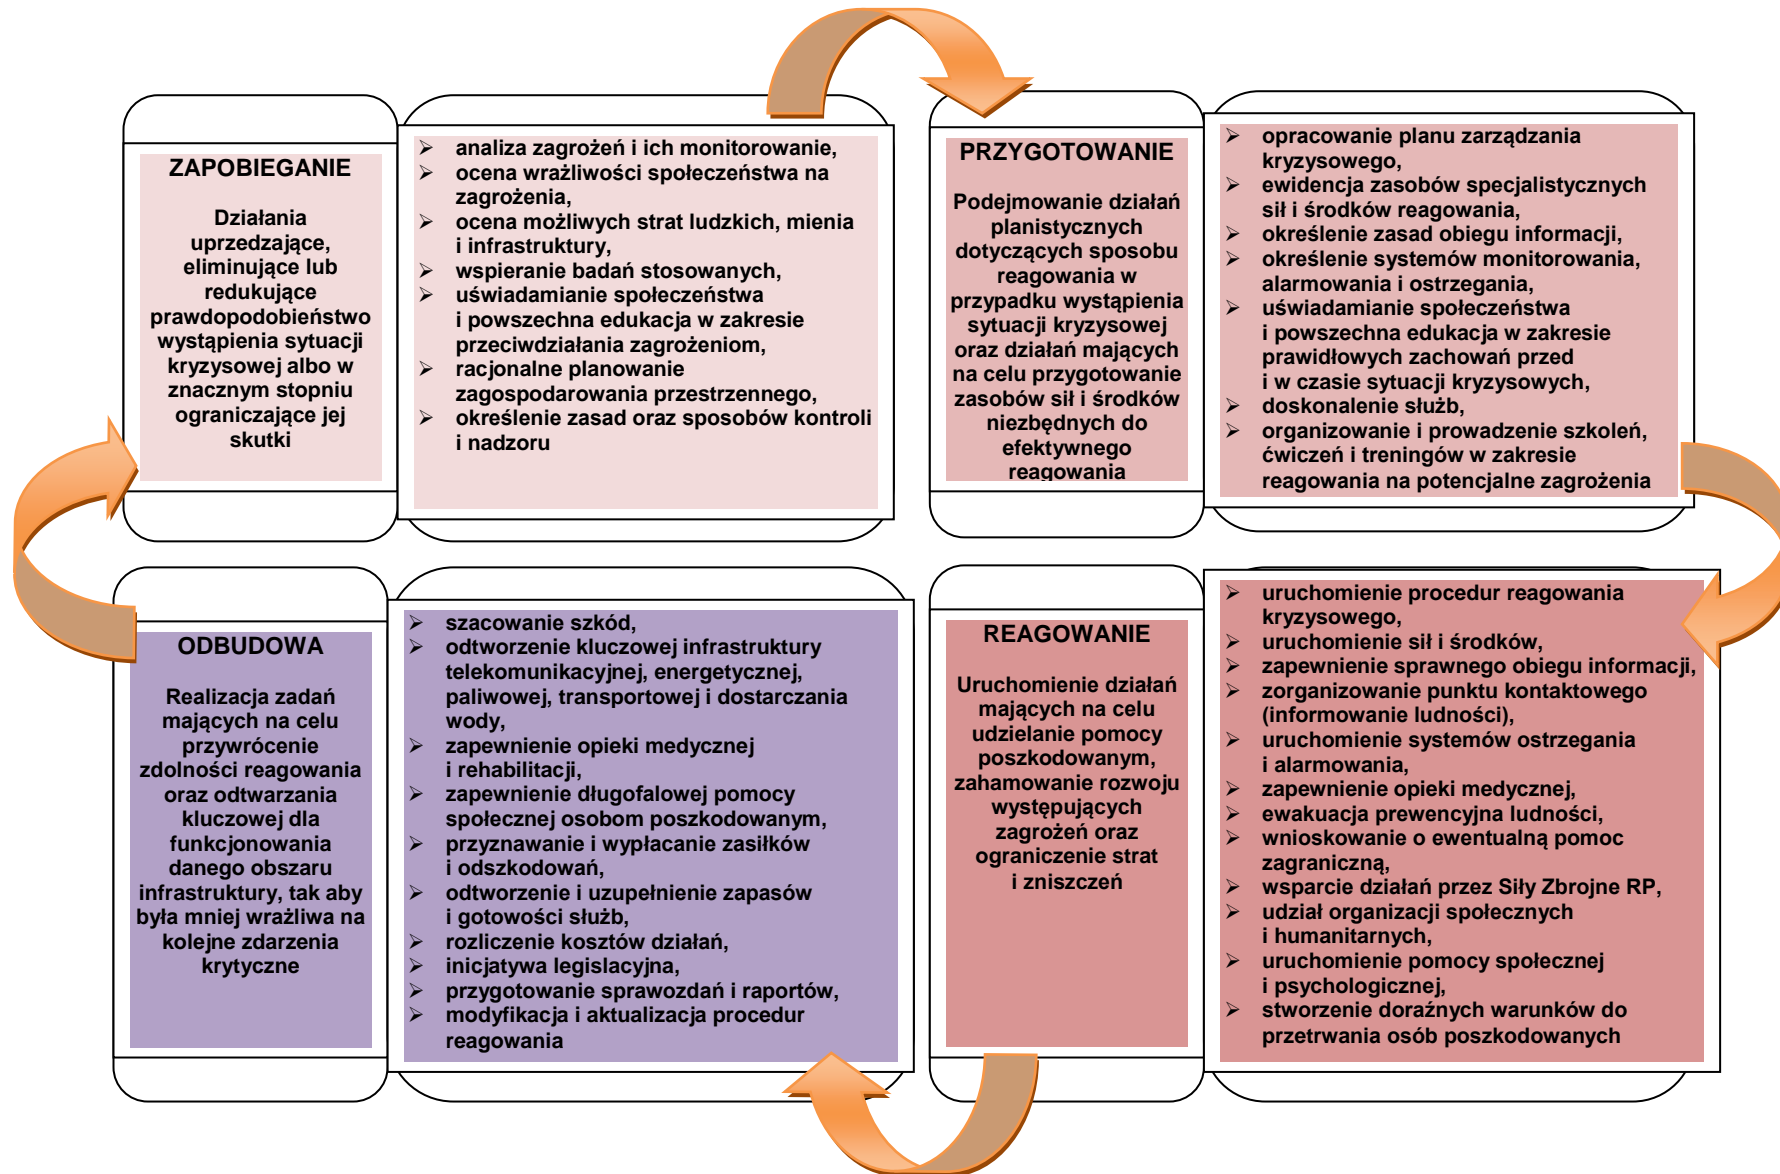 ZAPOBIEGANIE
Działania
uprzedzające,
eliminujące lub
redukujące
prawdopodobieństwo
wystąpienia sytuacji
kryzysowej albo w
znacznym stopniu
ograniczające jej
skutki
➢ analiza zagrożeń i ich monitorowanie,
➢ ocena wrażliwości społeczeństwa na
zagrożenia,
➢ ocena możliwych strat ludzkich, mienia
i infrastruktury,
➢ wspieranie badań stosowanych,
➢ uświadamianie społeczeństwa
i powszechna edukacja w zakresie
przeciwdziałania zagrożeniom,
➢ racjonalne planowanie
zagospodarowania przestrzennego,
➢ określenie zasad oraz sposobów kontroli
i nadzoru
PRZYGOTOWANIE
Podejmowanie działań
planistycznych
dotyczących sposobu
reagowania w
przypadku wystąpienia
sytuacji kryzysowej
oraz działań mających
na celu przygotowanie
zasobów sił i środków
niezbędnych do
efektywnego
reagowania
➢ opracowanie planu zarządzania
kryzysowego,
➢ ewidencja zasobów specjalistycznych
sił i środków reagowania,
➢ określenie zasad obiegu informacji,
➢ określenie systemów monitorowania,
alarmowania i ostrzegania,
➢ uświadamianie społeczeństwa
i powszechna edukacja w zakresie
prawidłowych zachowań przed
i w czasie sytuacji kryzysowych,
➢ doskonalenie służb,
➢ organizowanie i prowadzenie szkoleń,
ćwiczeń i treningów w zakresie
reagowania na potencjalne zagrożenia
ODBUDOWA
Realizacja zadań
mających na celu
przywrócenie
zdolności reagowania
oraz odtwarzania
kluczowej dla
funkcjonowania
danego obszaru
infrastruktury, tak aby
była mniej wrażliwa na
kolejne zdarzenia
krytyczne
➢ szacowanie szkód,
➢ odtworzenie kluczowej infrastruktury
telekomunikacyjnej, energetycznej,
paliwowej, transportowej i dostarczania
wody,
➢ zapewnienie opieki medycznej
i rehabilitacji,
➢ zapewnienie długofalowej pomocy
społecznej osobom poszkodowanym,
➢ przyznawanie i wypłacanie zasiłków
i odszkodowań,
➢ odtworzenie i uzupełnienie zapasów
i gotowości służb,
➢ rozliczenie kosztów działań,
➢ inicjatywa legislacyjna,
➢ przygotowanie sprawozdań i raportów,
➢ modyfikacja i aktualizacja procedur
reagowania
REAGOWANIE
Uruchomienie działań
mających na celu
udzielanie pomocy
poszkodowanym,
zahamowanie rozwoju
występujących
zagrożeń oraz
ograniczenie strat
i zniszczeń
➢ uruchomienie procedur reagowania
kryzysowego,
➢ uruchomienie sił i środków,
➢ zapewnienie sprawnego obiegu informacji,
➢ zorganizowanie punktu kontaktowego
(informowanie ludności),
➢ uruchomienie systemów ostrzegania
i alarmowania,
➢ zapewnienie opieki medycznej,
➢ ewakuacja prewencyjna ludności,
➢ wnioskowanie o ewentualną pomoc
zagraniczną,
➢ wsparcie działań przez Siły Zbrojne RP,
➢ udział organizacji społecznych
i humanitarnych,
➢ uruchomienie pomocy społecznej
i psychologicznej,
➢ stworzenie doraźnych warunków do
przetrwania osób poszkodowanych